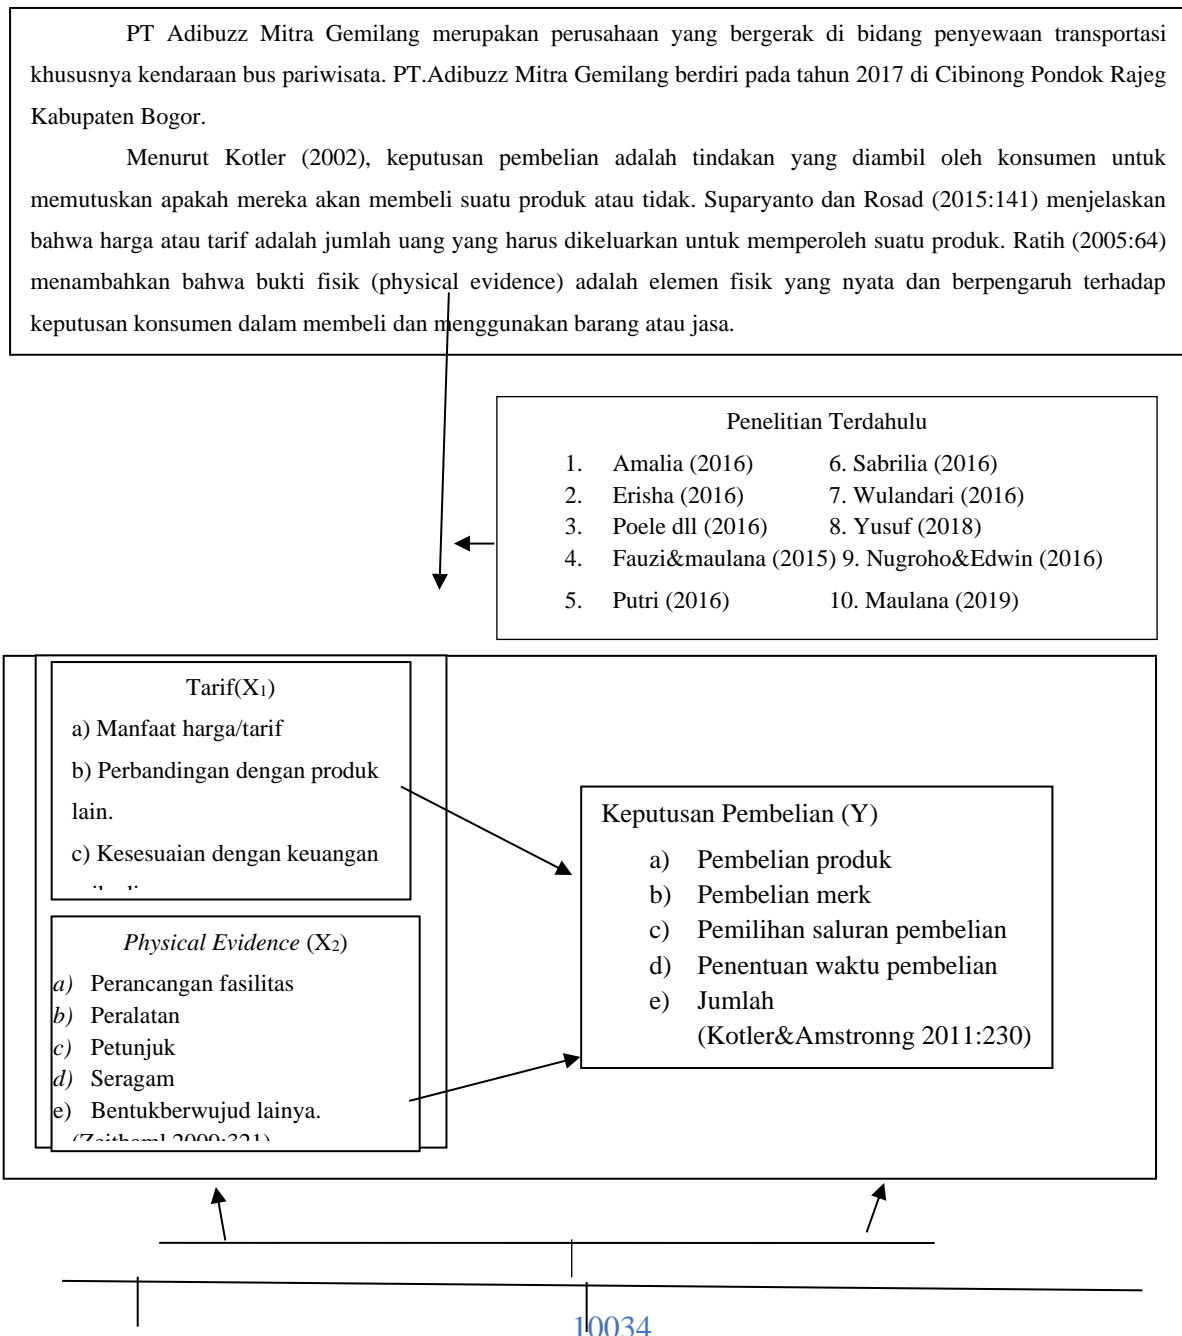 PT Adibuzz Mitra Gemilang merupakan perusahaan yang bergerak di bidang penyewaan transportasi
khususnya kendaraan bus pariwisata. PT.Adibuzz Mitra Gemilang berdiri pada tahun 2017 di Cibinong Pondok Rajeg
Kabupaten Bogor.
Menurut Kotler (2002), keputusan pembelian adalah tindakan yang diambil oleh konsumen untuk
memutuskan apakah mereka akan membeli suatu produk atau tidak. Suparyanto dan Rosad (2015:141) menjelaskan
bahwa harga atau tarif adalah jumlah uang yang harus dikeluarkan untuk memperoleh suatu produk. Ratih (2005:64)
menambahkan bahwa bukti fisik (physical evidence) adalah elemen fisik yang nyata dan berpengaruh terhadap
keputusan konsumen dalam membeli dan menggunakan barang atau jasa.
Penelitian Terdahulu
1. Amalia (2016) 6. Sabrilia (2016)
2. Erisha (2016) 7. Wulandari (2016)
3. Poele dll (2016) 8. Yusuf (2018)
4. Fauzi&maulana (2015) 9. Nugroho&Edwin (2016)
5. Putri (2016) 10. Maulana (2019)
Tarif(X₁)
a) Manfaat harga/tarif
b) Perbandingan dengan produk
lain.
c) Kesesuaian dengan keuangan
Physical Evidence (X₂)
a) Perancangan fasilitas
b) Peralatan
c) Petunjuk
d) Seragam
e) Bentukberwujud lainya.
(Zeithaml 2009:321)
Keputusan Pembelian (Y)
a) Pembelian produk
b) Pembelian merk
c) Pemilihan saluran pembelian
d) Penentuan waktu pembelian
e) Jumlah
(Kotler&Amstronng 2011:230)
10034